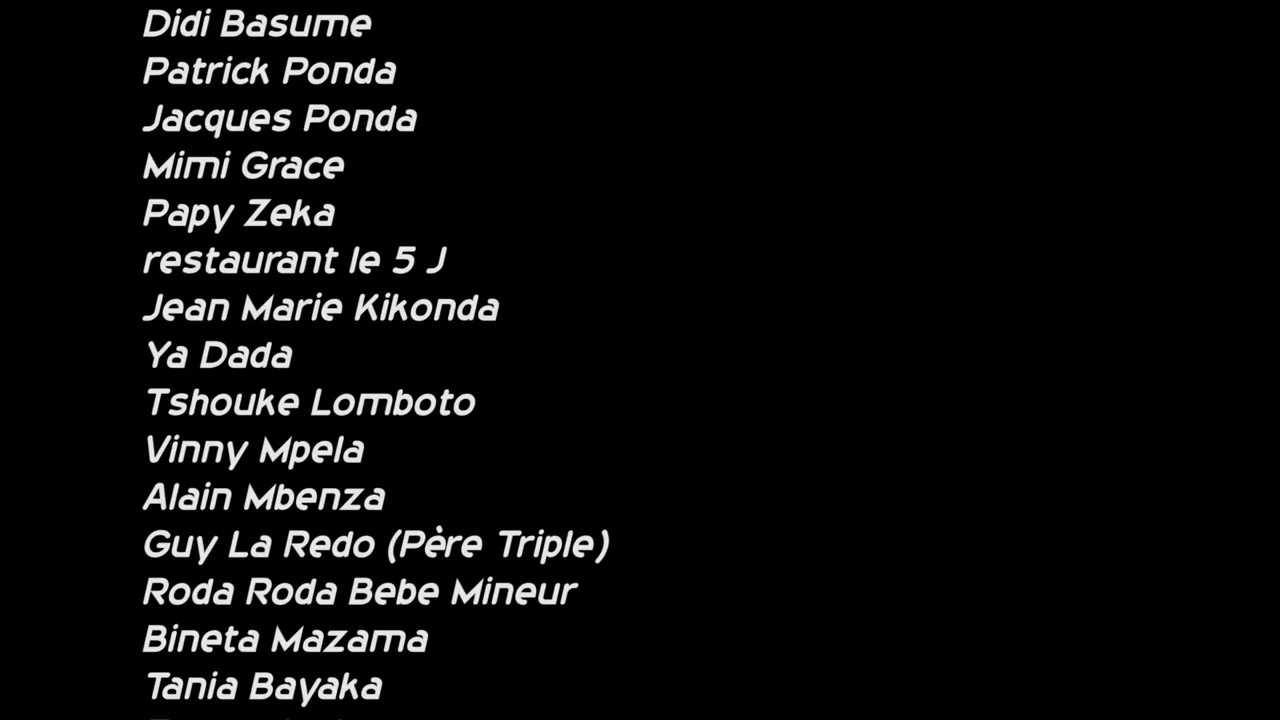 Didi Basume
Patrick Ponda
Jacques Ponda
Mimi Grace
Papy Zeka
restaurant le 5 J
Jean Marie Kikonda
Ya Dada
Tshouke Lomboto
Vinny Mpela
Alain Mbenza
Guy La Redo (Père Triple)
Roda Roda Bebe Mineur
Bineta Mazama
Tania Bayaka